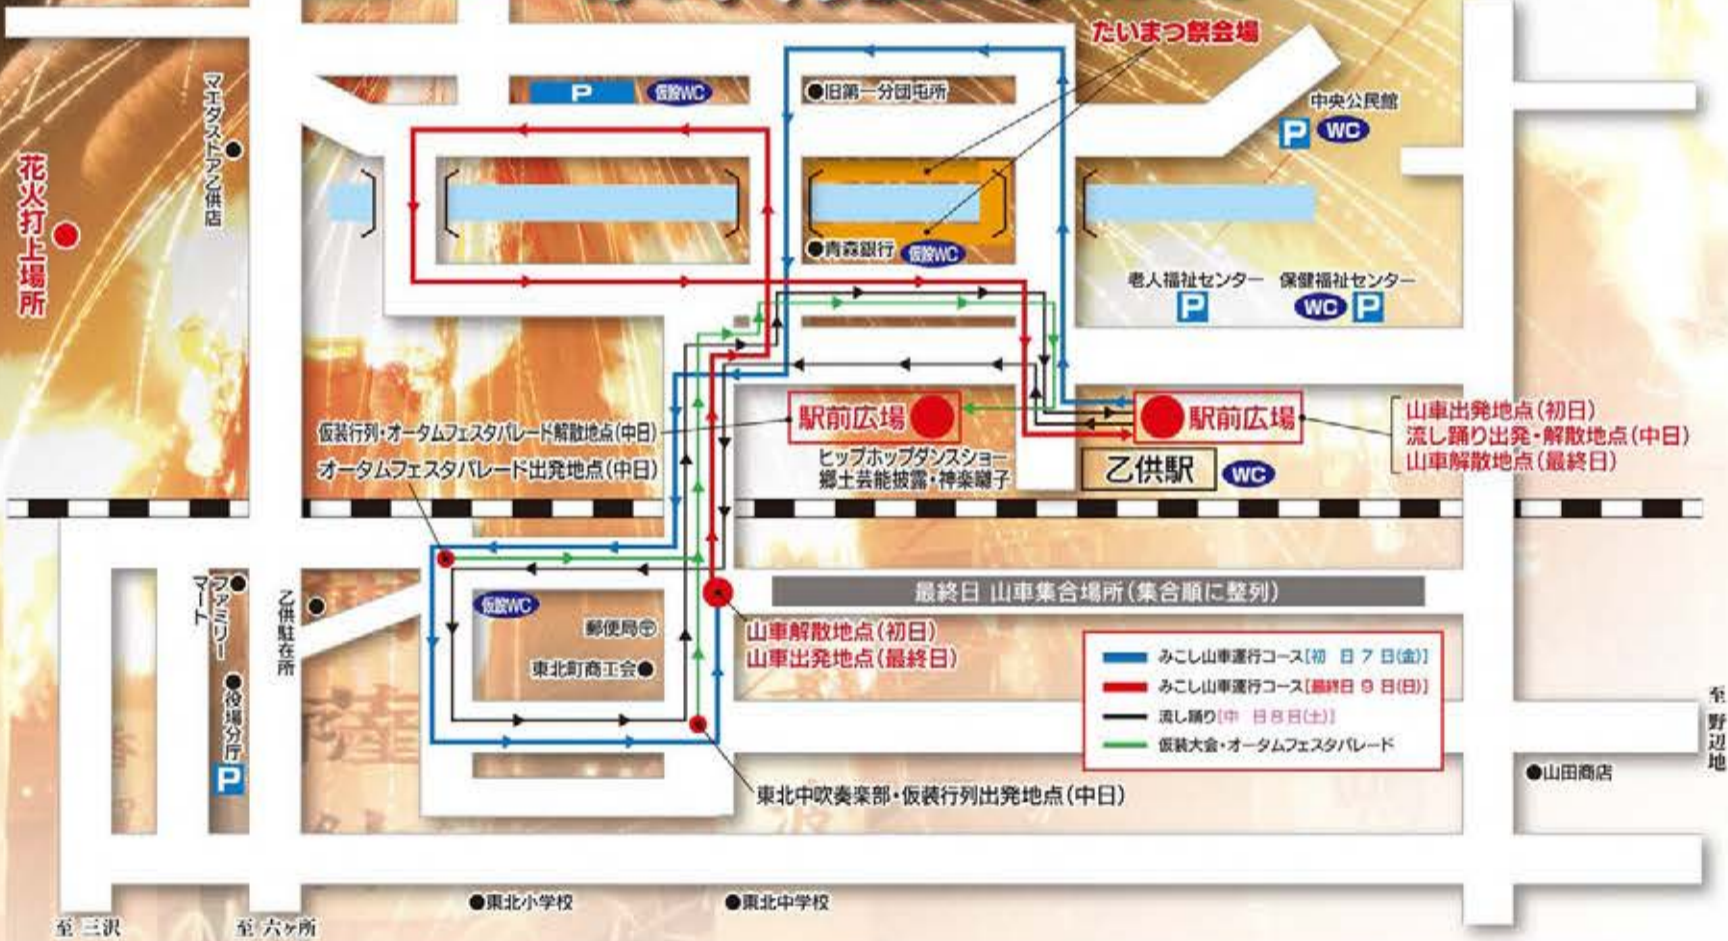 たいまつ祭会場
マエダストア乙供店
P
仮設WC
旧第一分団屯所
中央公民館
P
WC
花火打上場所
青森銀行
仮設WC
老人福祉センター
P
保健福祉センター
WC
P
仮装行列・オータムフェスタパレード解散地点(中日)
オータムフェスタパレード出発地点(中日)
駅前広場
ヒップホップダンスショー
郷土芸能披露・神楽囃子
駅前広場
山車出発地点(初日)
流し踊り出発・解散地点(中日)
山車解散地点(最終日)
乙供駅
WC
ファミリー
マート
乙供駐在所
仮設WC
郵便局〒
東北町商工会
最終日 山車集合場所(集合順に整列)
山車解散地点(初日)
山車出発地点(最終日)
みこし山車運行コース[初 日 7 日(金)]
みこし山車運行コース[最終日 9 日(日)]
流し踊り[中 日 8 日(土)]
仮装大会・オータムフェスタパレード
役場分庁
P
東北中吹奏楽部・仮装行列出発地点(中日)
山田商店
至 野辺地
東北小学校
東北中学校
至 三沢
至 六ヶ所